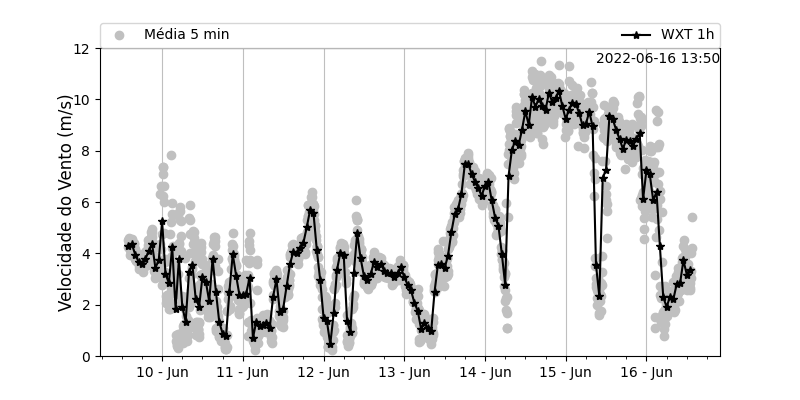 Média 5 min
WXT 1h
2022-06-16 13:50
Velocidade do Vento (m/s)
12
10
8
6
4
2
0
10 - Jun
11 - Jun
12 - Jun
13 - Jun
14 - Jun
15 - Jun
16 - Jun